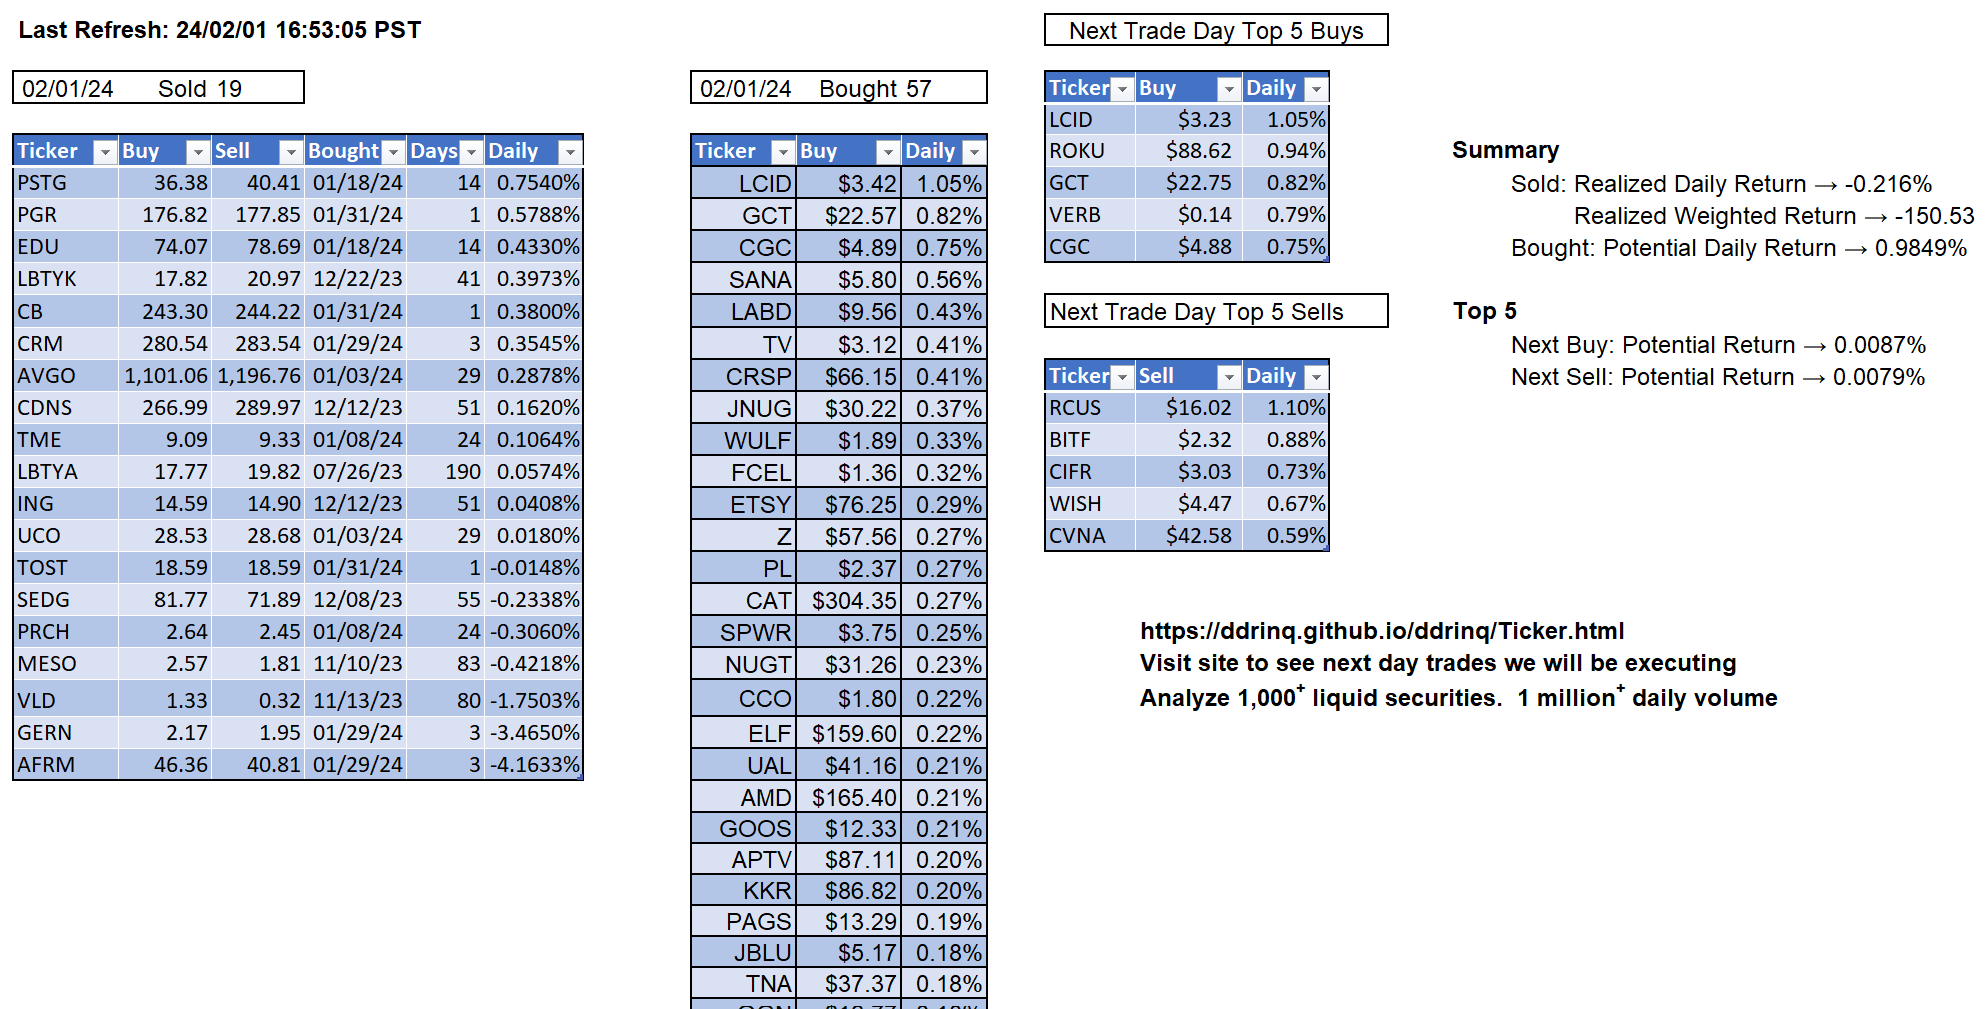 Last Refresh: 24/02/01 16:53:05 PST
02/01/24 Sold 19
Ticker Buy Sell Bought Days Daily
PSTG 36.38 40.41 01/18/24 14 0.7540%
PGR 176.82 177.85 01/31/24 1 0.5788%
EDU 74.07 78.69 01/18/24 14 0.4330%
LBTYK 17.82 20.97 12/22/23 41 0.3973%
CB 243.30 244.22 01/31/24 1 0.3800%
CRM 280.54 283.54 01/29/24 3 0.3545%
AVGO 1,101.06 1,196.76 01/03/24 29 0.2878%
CDNS 266.99 289.97 12/12/23 51 0.1620%
TME 9.09 9.33 01/08/24 24 0.1064%
LBTYA 17.77 19.82 07/26/23 190 0.0574%
ING 14.59 14.90 12/12/23 51 0.0408%
UCO 28.53 28.68 01/03/24 29 0.0180%
TOST 18.59 18.59 01/31/24 1 -0.0148%
SEDG 81.77 71.89 12/08/23 55 -0.2338%
PRCH 2.64 2.45 01/08/24 24 -0.3060%
MESO 2.57 1.81 11/10/23 83 -0.4218%
VLD 1.33 0.32 11/13/23 80 -1.7503%
GERN 2.17 1.95 01/29/24 3 -3.4650%
AFRM 46.36 40.81 01/29/24 3 -4.1633%
02/01/24 Bought 57
Ticker Buy Daily
LCID $3.42 1.05%
GCT $22.57 0.82%
CGC $4.89 0.75%
SANA $5.80 0.56%
LABD $9.56 0.43%
TV $3.12 0.41%
CRSP $66.15 0.41%
JNUG $30.22 0.37%
WULF $1.89 0.33%
FCEL $1.36 0.32%
ETSY $76.25 0.29%
Z $57.56 0.27%
PL $2.37 0.27%
CAT $304.35 0.27%
SPWR $3.75 0.25%
NUGT $31.26 0.23%
CCO $1.80 0.22%
ELF $159.60 0.22%
UAL $41.16 0.21%
AMD $165.40 0.21%
GOOS $12.33 0.21%
APTV $87.11 0.20%
KKR $86.82 0.20%
PAGS $13.29 0.19%
JBLU $5.17 0.18%
TNA $37.37 0.18%
Next Trade Day Top 5 Buys
Ticker Buy Daily
LCID $3.23 1.05%
ROKU $88.62 0.94%
GCT $22.75 0.82%
VERB $0.14 0.79%
CGC $4.88 0.75%
Next Trade Day Top 5 Sells
Ticker Sell Daily
RCUS $16.02 1.10%
BITF $2.32 0.88%
CIFR $3.03 0.73%
WISH $4.47 0.67%
CVNA $42.58 0.59%
Summary
Sold: Realized Daily Return → -0.216%
Realized Weighted Return → -150.53
Bought: Potential Daily Return → 0.9849%
Top 5
Next Buy: Potential Return → 0.0087%
Next Sell: Potential Return → 0.0079%
https://ddrinq.github.io/ddrinq/Ticker.html
Visit site to see next day trades we will be executing
Analyze 1,000+ liquid securities. 1 million+ daily volume